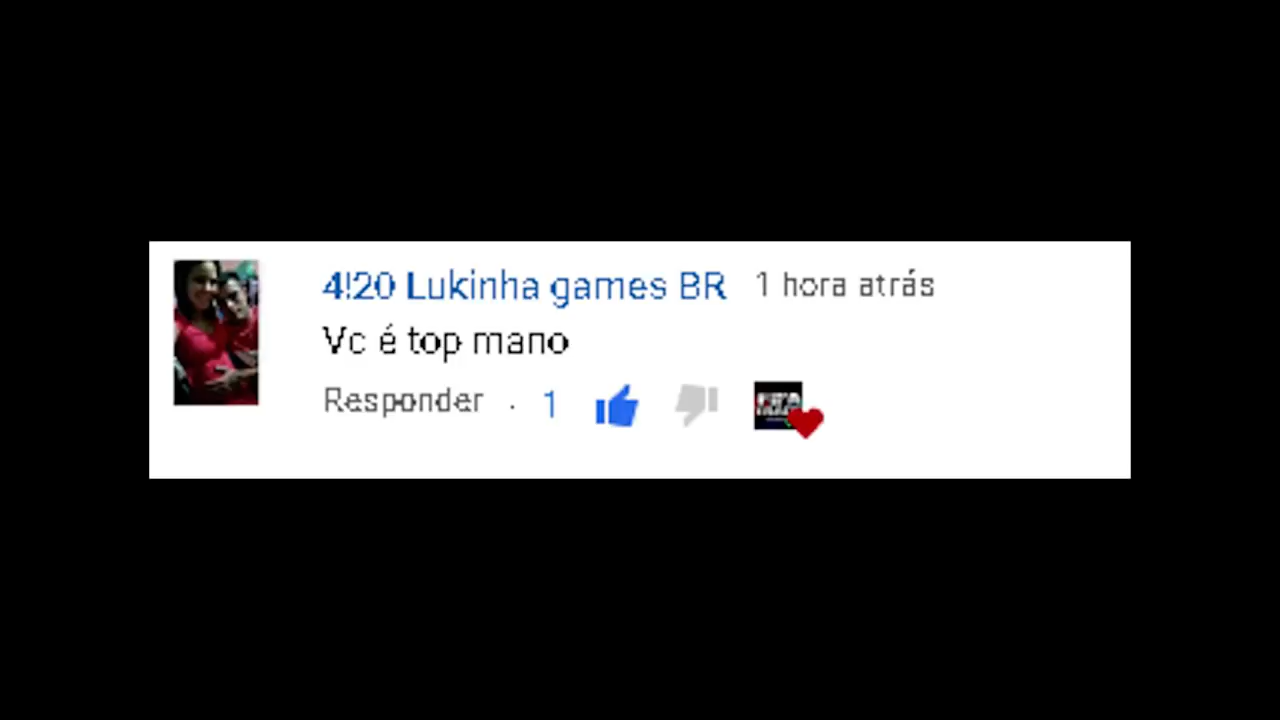 4!20 Lukinha games BR 1 hora atrás
Vc é top mano
Responder · 1